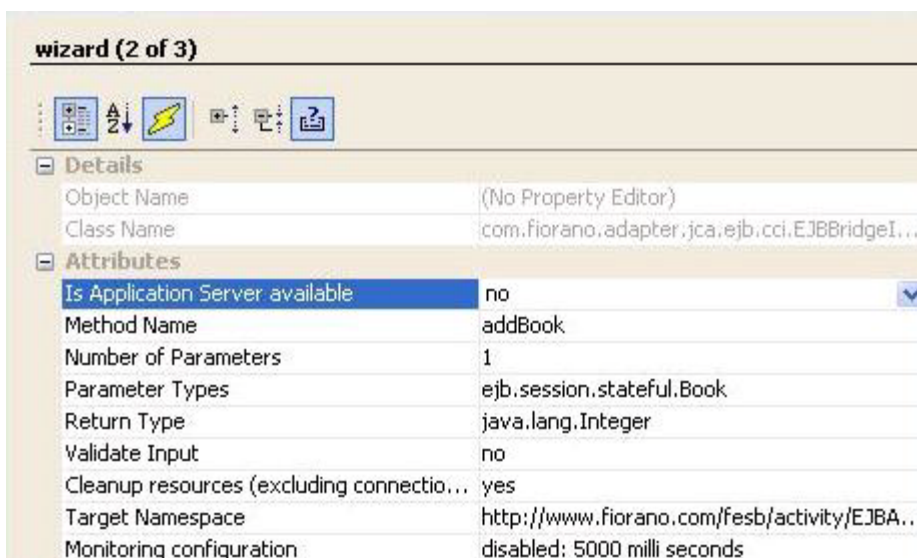 wizard (2 of 3)
Details
Object Name (No Property Editor)
Class Name com.fiorano.adapter.jca.ejb.cci.EJBBridgeI...
Attributes
Is Application Server available no
Method Name addBook
Number of Parameters 1
Parameter Types ejb.session.stateful.Book
Return Type java.lang.Integer
Validate Input no
Cleanup resources (excluding connectio... yes
Target Namespace http://www.fiorano.com/fesb/activity/EJBA...
Monitoring configuration disabled: 5000 milli seconds